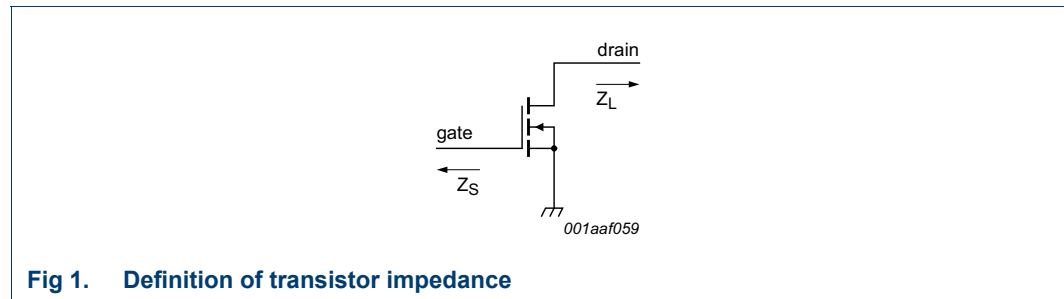 drain
Z_L
gate
Z_S
001aaf059
Fig 1. Definition of transistor impedance